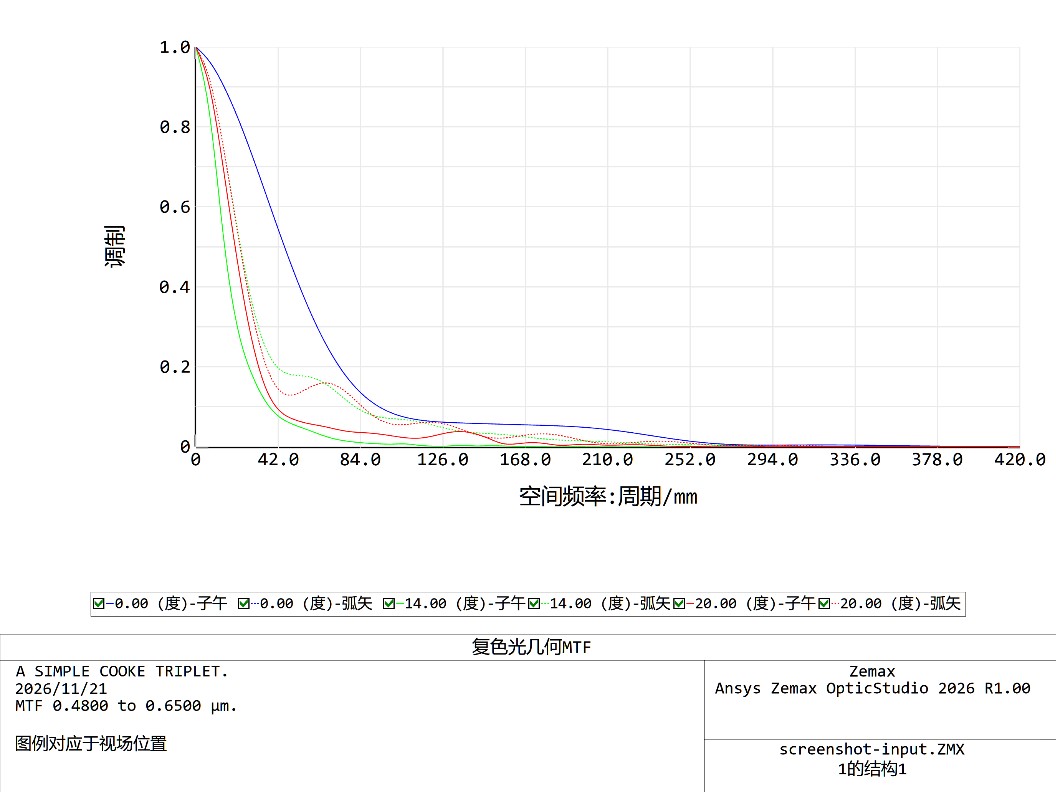 1.0
0.8
0.6
0.4
0.2
0
调制
0 42.0 84.0 126.0 168.0 210.0 252.0 294.0 336.0 378.0 420.0
空间频率:周期/mm
0.00 (度)-子午 0.00 (度)-弧矢 14.00 (度)-子午 14.00 (度)-弧矢 20.00 (度)-子午 20.00 (度)-弧矢
复色光几何MTF
A SIMPLE COOKE TRIPLET.
2026/11/21
MTF 0.4800 to 0.6500 µm.
图例对应于视场位置
Zemax
Ansys Zemax OpticStudio 2026 R1.00
screenshot-input.ZMX
1的结构1